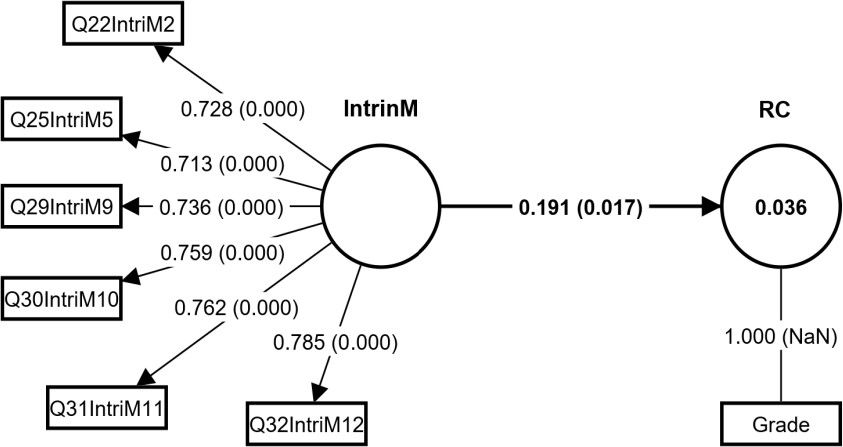 Q22IntriM2
0.728 (0.000)
IntrinM
RC
Q25IntriM5
0.713 (0.000)
Q29IntriM9
0.736 (0.000)
0.191 (0.017)
0.036
0.759 (0.000)
Q30IntriM10
0.762 (0.000)
0.785 (0.000)
1.000 (NaN)
Q31IntriM11
Q32IntriM12
Grade